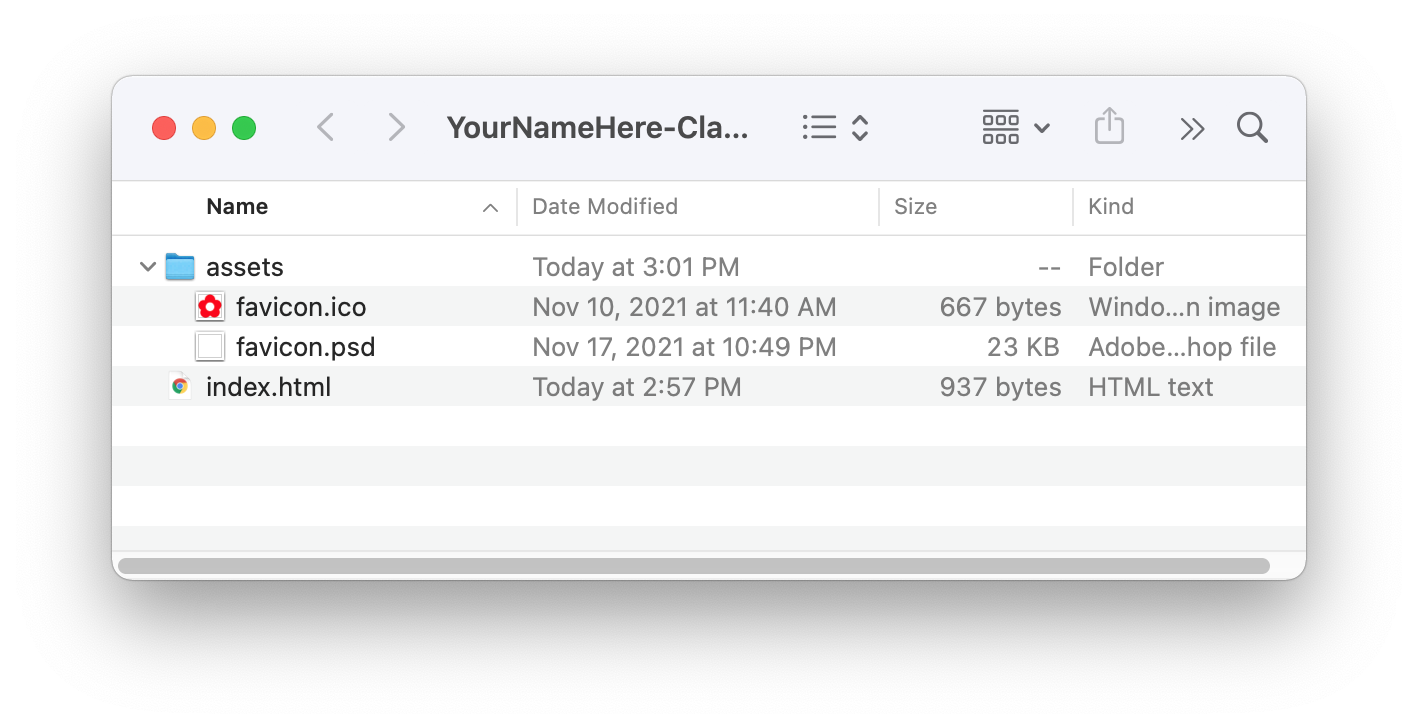 YourNameHere-Cla...
Name Date Modified Size Kind
assets Today at 3:01 PM -- Folder
favicon.ico Nov 10, 2021 at 11:40 AM 667 bytes Windo...n image
favicon.psd Nov 17, 2021 at 10:49 PM 23 KB Adobe...hop file
index.html Today at 2:57 PM 937 bytes HTML text